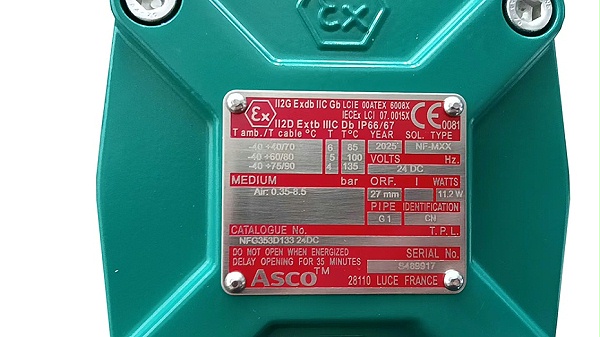 εx
Ex II2G Exdb IIC Gb LCIE 00ATEX 6008X
IECEx LCI 07.0015X
II2D Extb IIIC Db IP66/67
CE 0081
T amb./T cable °C T T°C YEAR SOL. TYPE
-40 +40/70 6 85 2025 NF-MXX
-40 +60/80 5 100 VOLTS Hz.
-40 +75/90 4 135 24 DC
MEDIUM bar ORF. I WATTS
Air: 0.35-8.5 27 mm 11.2 W
PIPE IDENTIFICATION
G 1 CN
CATALOGUE No. T.P.L.
NFG353D133 24DC
DO NOT OPEN WHEN ENERGIZED SERIAL No.
DELAY OPENING FOR 35 MINUTES S489917
ASCO™ 28110 LUCE FRANCE